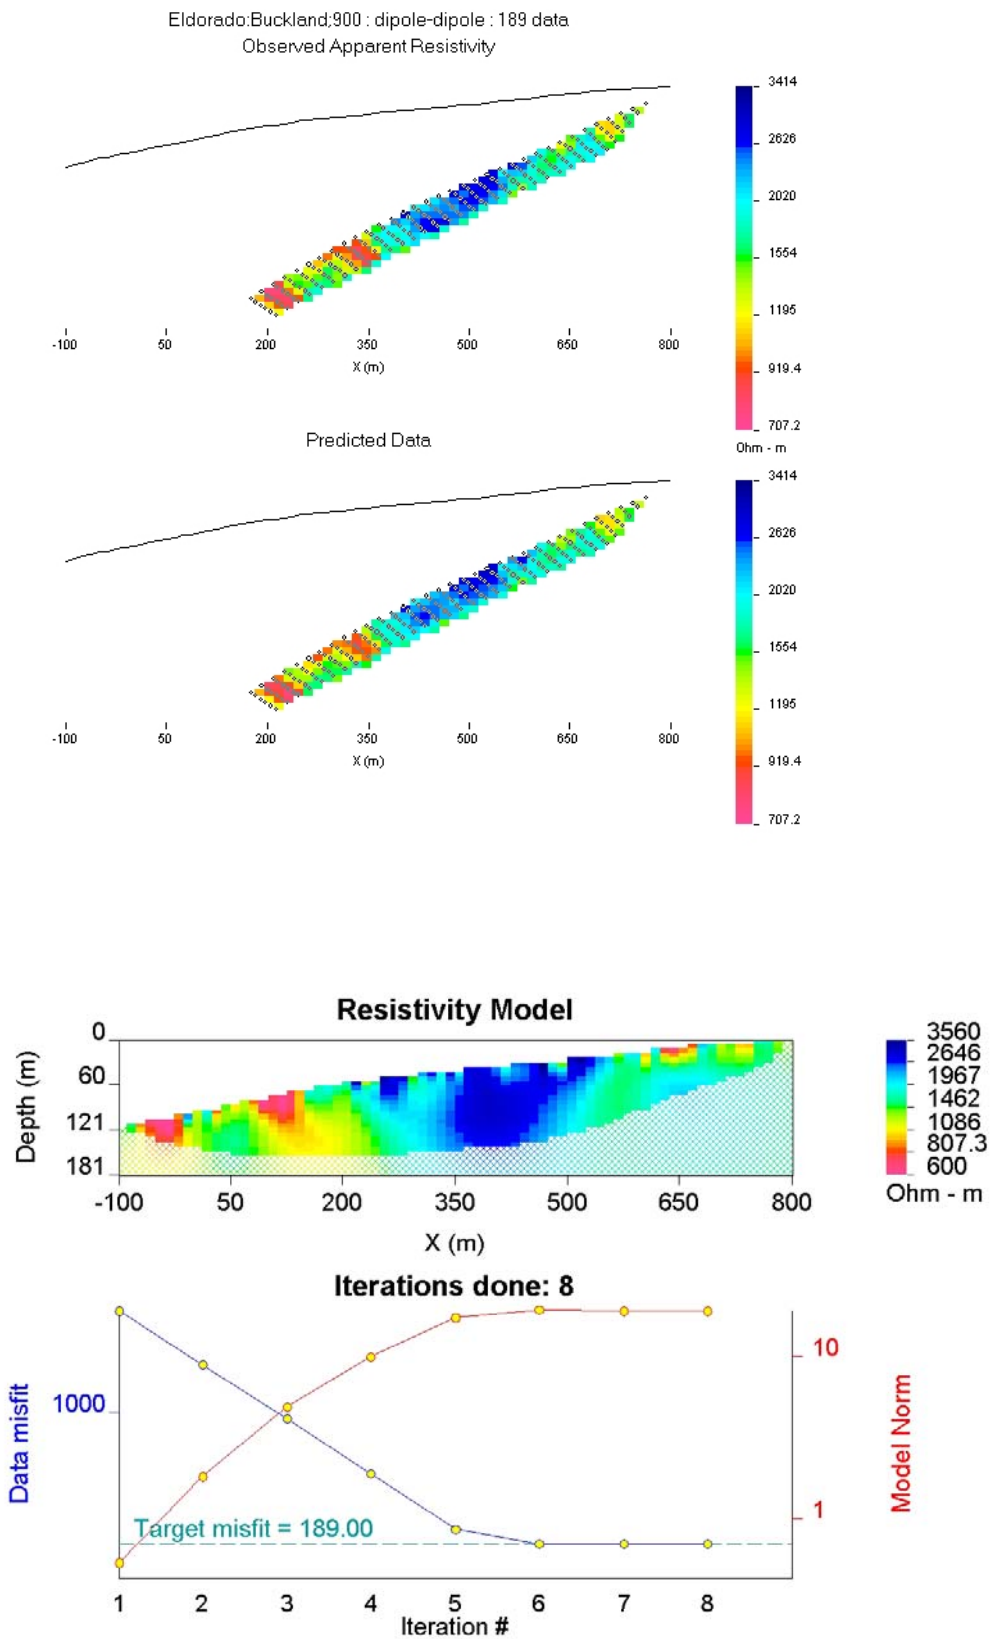 Eldorado:Buckland;900 : dipole-dipole : 189 data
Observed Apparent Resistivity
3414
2626
2020
1554
1195
919.4
707.2
Ohm - m
-100 50 200 350 500 650 800
X (m)
Predicted Data
3414
2626
2020
1554
1195
919.4
707.2
-100 50 200 350 500 650 800
X (m)
Resistivity Model
Depth (m)
0
60
121
181
-100 50 200 350 500 650 800
X (m)
3560
2646
1967
1462
1086
807.3
600
Ohm - m
Iterations done: 8
Data misfit
1000
Target misfit = 189.00
10
1
Model Norm
1 2 3 4 5 6 7 8
Iteration #